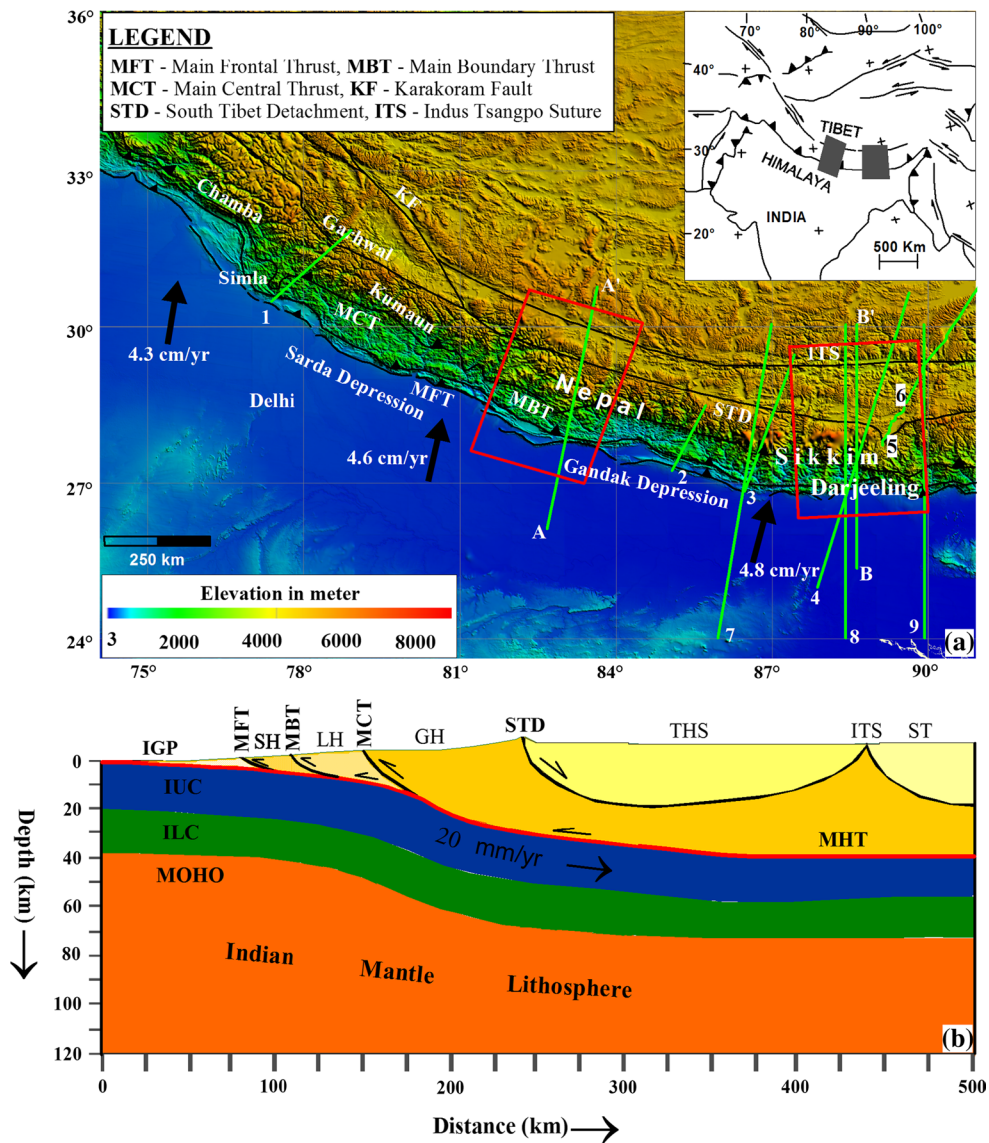 36°
33°
30°
27°
24°
LEGEND
MFT - Main Frontal Thrust, MBT - Main Boundary Thrust
MCT - Main Central Thrust, KF - Karakoram Fault
STD - South Tibet Detachment, ITS - Indus Tsangpo Suture
70° 80° 90° 100°
40°
30°
20°
TIBET
HIMALAYA
INDIA
500 Km
Chamba
KF
Garhwal
Simla
1
Kumaun
MCT
A'
B'
4.3 cm/yr
Sarda Depression
MFT
ITS
Delhi
MBT
Nepal
STD
6
5
4.6 cm/yr
Sikkim
2
Gandak Depression
3
Darjeeling
A
250 km
4.8 cm/yr
B
4
Elevation in meter
3 2000 4000 6000 8000
7
8
9
(a)
75° 78° 81° 84° 87° 90°
MFT
MBT
MCT
STD
IGP
SH
LH
GH
THS
ITS
ST
0
20
40
60
80
100
120
Depth (km)
IUC
ILC
MOHO
20 mm/yr
MHT
Indian Mantle Lithosphere
(b)
0 100 200 300 400 500
Distance (km)